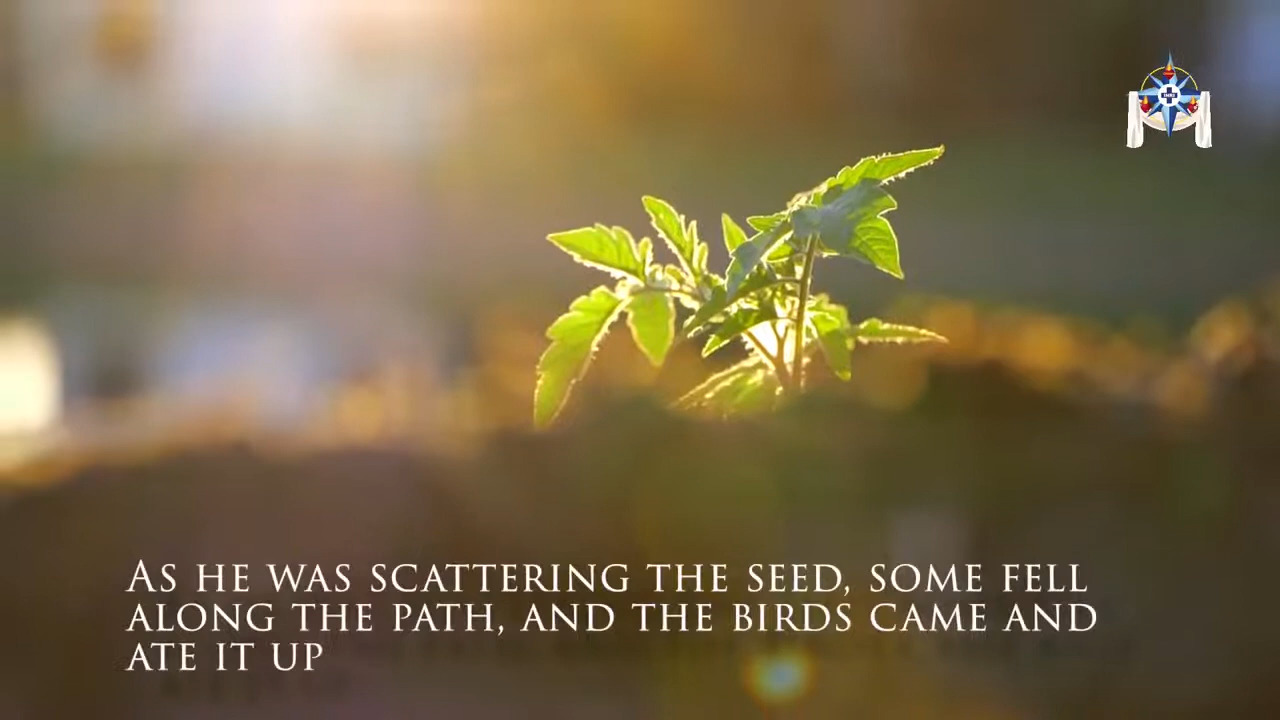 AS HE WAS SCATTERING THE SEED, SOME FELL
ALONG THE PATH, AND THE BIRDS CAME AND
ATE IT UP